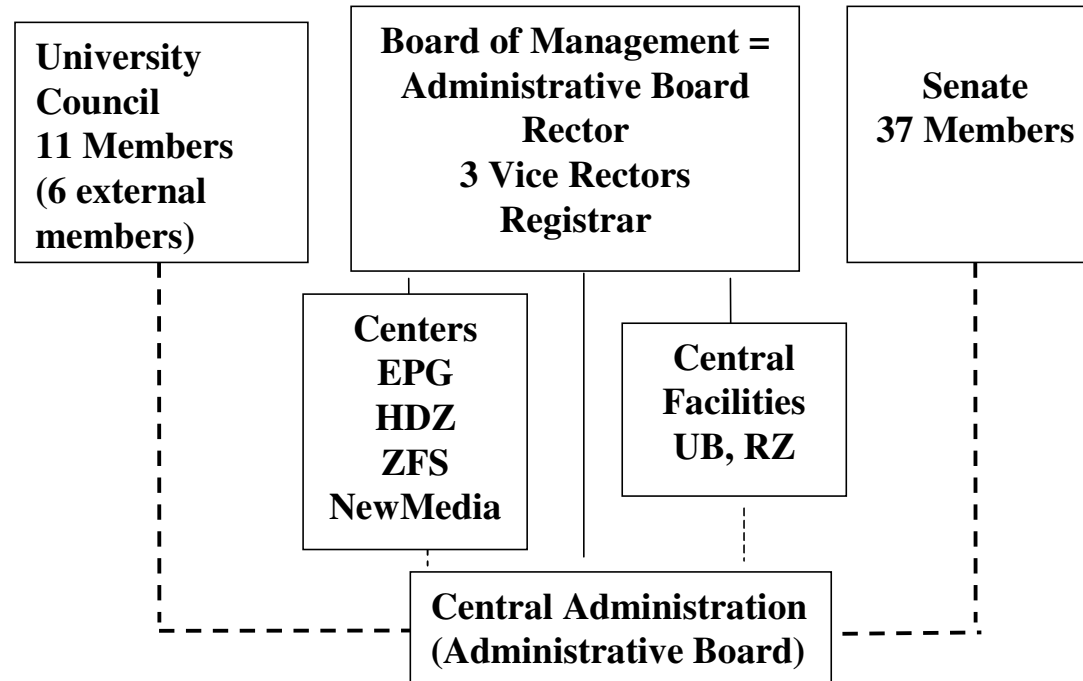 University
Council
11 Members
(6 external
members)
Board of Management =
Administrative Board
Rector
3 Vice Rectors
Registrar
Senate
37 Members
Centers
EPG
HDZ
ZFS
NewMedia
Central
Facilities
UB, RZ
Central Administration
(Administrative Board)